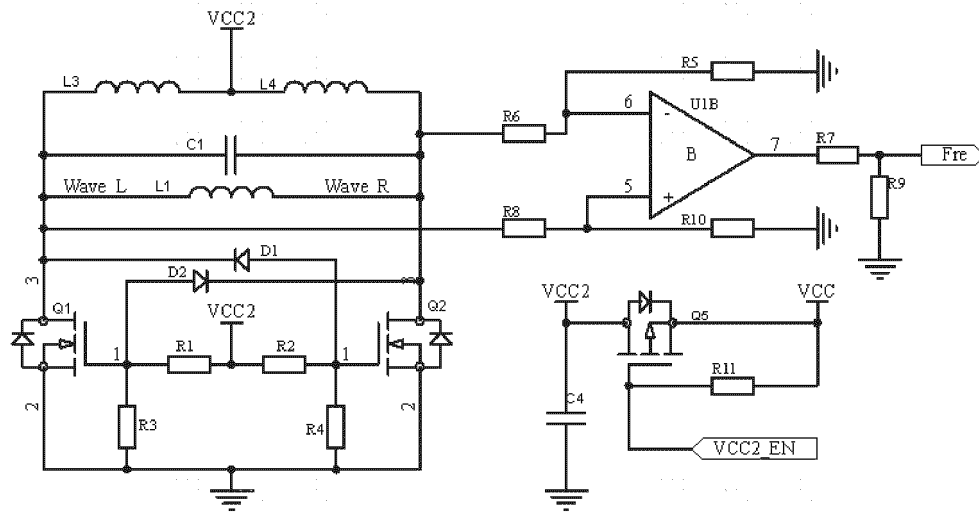 VCC2
L3
L4
R5
R6
6
U1B
-
C1
B
7
R7
Fre
Wave L
L1
Wave R
5
+
R9
R8
R10
D1
D2
3
3
VCC2
VCC
Q1
VCC2
Q2
Q5
1
R1
R2
1
R11
2
R3
R4
2
C4
VCC2_EN